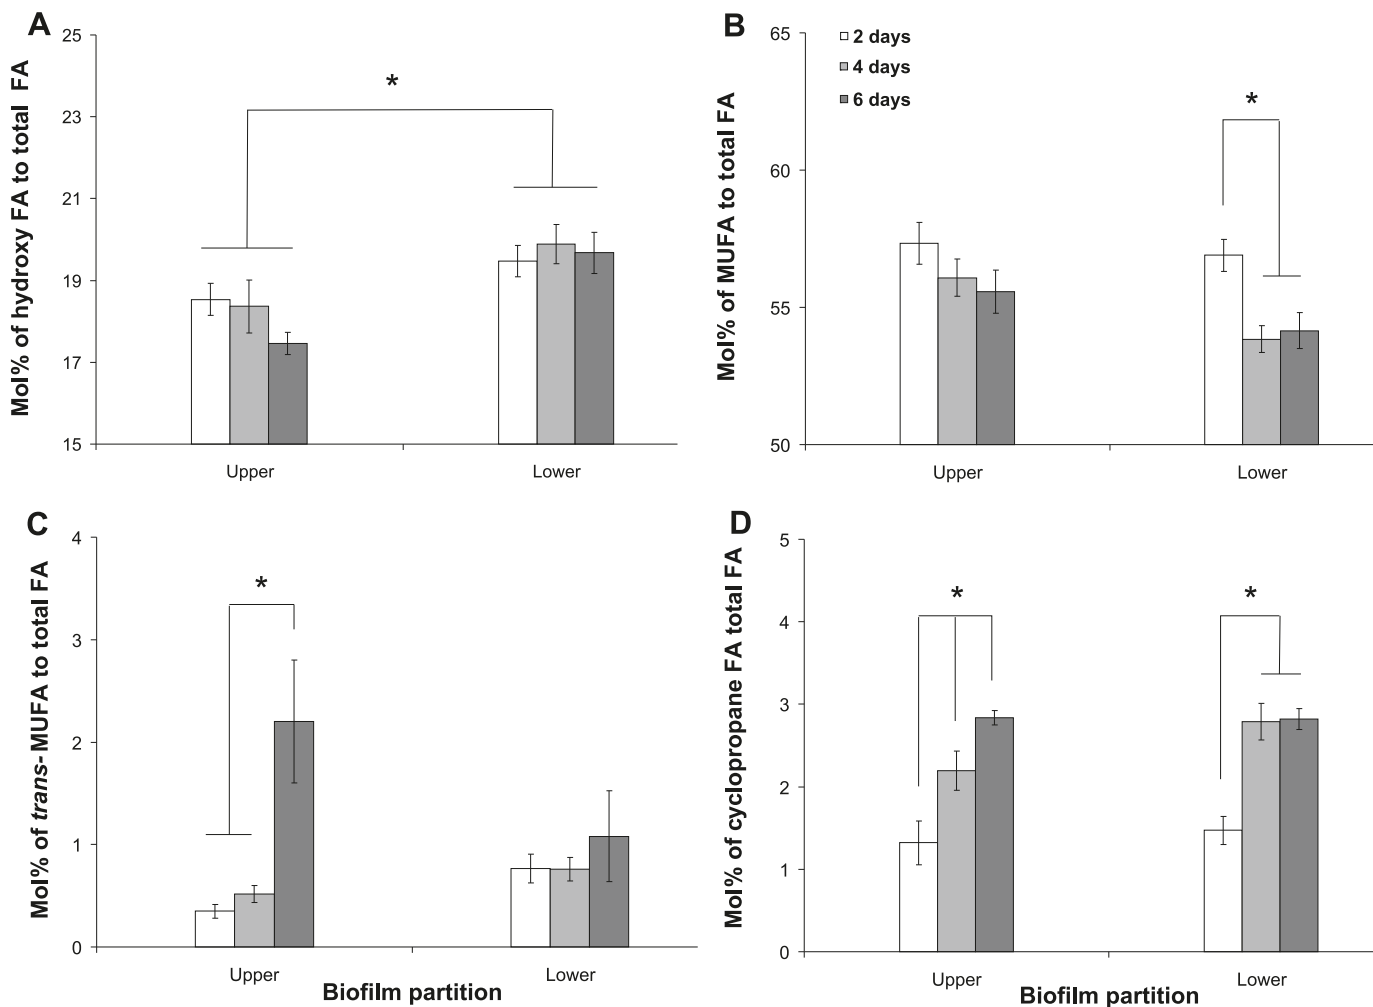 A
Mol% of hydroxy FA to total FA
25
23
21
19
17
15
*
Upper
Lower
B
Mol% of MUFA to total FA
65
60
55
50
2 days
4 days
6 days
*
Upper
Lower
C
Mol% of trans-MUFA to total FA
4
3
2
1
0
*
Upper
Lower
Biofilm partition
D
Mol% of cyclopropane FA total FA
5
4
3
2
1
0
*
*
Upper
Lower
Biofilm partition